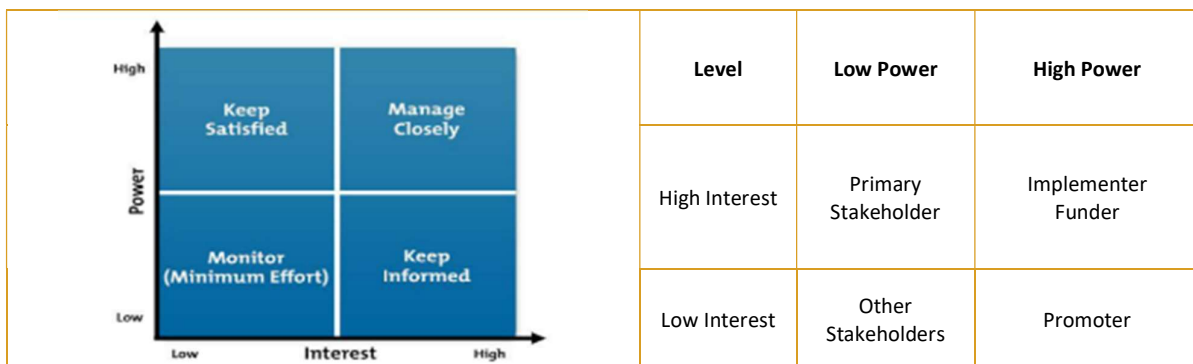 High
Keep
Satisfied
Manage
Closely
Power
Monitor
(Minimum Effort)
Keep
Informed
Low
Low
Interest
High
Level
Low Power
High Power
High Interest
Primary
Stakeholder
Implementer
Funder
Low Interest
Other
Stakeholders
Promoter